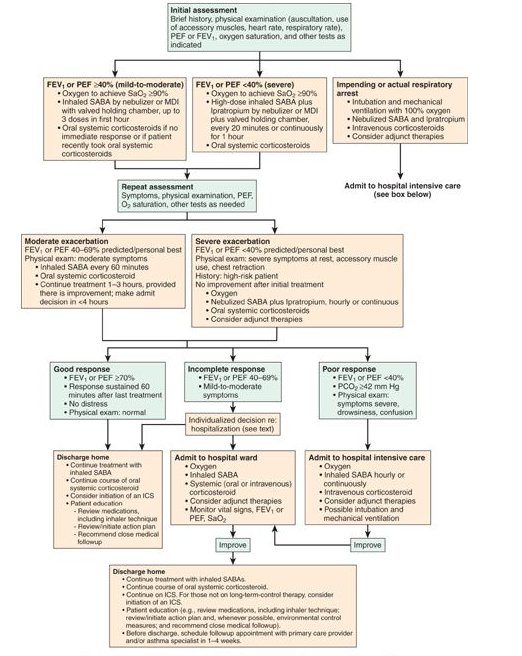 Initial assessment
Brief history, physical examination (auscultation, use
of accessory muscles, heart rate, respiratory rate),
PEF or FEV₁, oxygen saturation, and other tests as
indicated
FEV₁ or PEF ≥40% (mild-to-moderate)
• Oxygen to achieve SaO₂ ≥90%
• Inhaled SABA by nebulizer or MDI
with valved holding chamber, up to
3 doses in first hour
• Oral systemic corticosteroids if no
immediate response or if patient
recently took oral systemic
corticosteroids
FEV₁ or PEF <40% (severe)
• Oxygen to achieve SaO₂ ≥90%
• High-dose inhaled SABA plus
Ipratropium by nebulizer or MDI
plus valved holding chamber,
every 20 minutes or continuously
for 1 hour
• Oral systemic corticosteroids
Impending or actual respiratory
arrest
• Intubation and mechanical
ventilation with 100% oxygen
• Nebulized SABA and Ipratropium
• Intravenous corticosteroids
• Consider adjunct therapies
Admit to hospital intensive care
(see box below)
Repeat assessment
Symptoms, physical examination, PEF,
O₂ saturation, other tests as needed
Moderate exacerbation
FEV₁ or PEF 40–69% predicted/personal best
Physical exam: moderate symptoms
• Inhaled SABA every 60 minutes
• Oral systemic corticosteroid
• Continue treatment 1–3 hours, provided
there is improvement; make admit
decision in <4 hours
Severe exacerbation
FEV₁ or PEF <40% predicted/personal best
Physical exam: severe symptoms at rest, accessory muscle
use, chest retraction
History: high-risk patient
No improvement after initial treatment
• Oxygen
• Nebulized SABA plus Ipratropium, hourly or continuous
• Oral systemic corticosteroids
• Consider adjunct therapies
Good response
• FEV₁ or PEF ≥70%
• Response sustained 60
minutes after last treatment
• No distress
• Physical exam: normal
Incomplete response
• FEV₁ or PEF 40–69%
• Mild-to-moderate
symptoms
Poor response
• FEV₁ or PEF <40%
• PCO₂ ≥42 mm Hg
• Physical exam:
symptoms severe,
drowsiness, confusion
Individualized decision re:
hospitalization (see text)
Discharge home
• Continue treatment with
inhaled SABA
• Continue course of oral
systemic corticosteroid
• Consider initiation of an ICS
• Patient education
- Review medications,
including inhaler technique
- Review/initiate action plan
- Recommend close medical
followup
Admit to hospital ward
• Oxygen
• Inhaled SABA
• Systemic (oral or intravenous)
corticosteroid
• Consider adjunct therapies
• Monitor vital signs, FEV₁ or
PEF, SaO₂
Admit to hospital intensive care
• Oxygen
• Inhaled SABA hourly or
continuously
• Intravenous corticosteroid
• Consider adjunct therapies
• Possible intubation and
mechanical ventilation
Improve
Improve
Discharge home
• Continue treatment with inhaled SABAs.
• Continue course of oral systemic corticosteroid.
• Continue on ICS. For those not on long-term-control therapy, consider
initiation of an ICS.
• Patient education (e.g., review medications, including inhaler technique:
review/initiate action plan and, whenever possible, environmental control
measures; and recommend close medical followup).
• Before discharge, schedule followup appointment with primary care provider
and/or asthma specialist in 1–4 weeks.